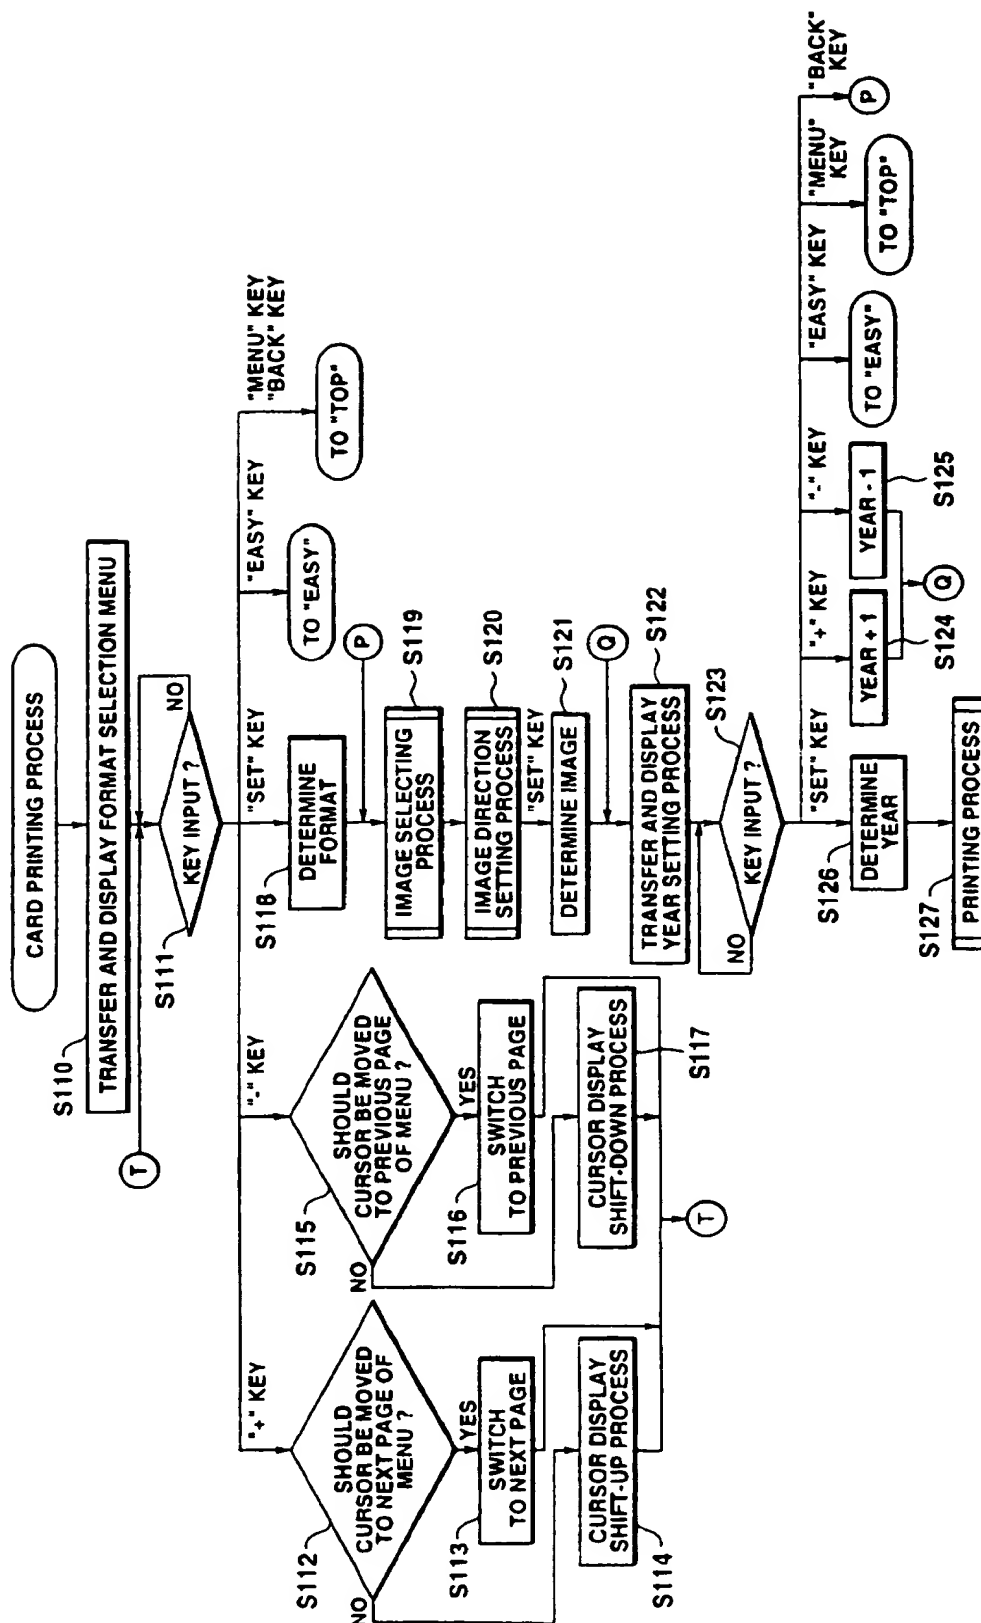 CARD PRINTING PROCESS
S110
TRANSFER AND DISPLAY FORMAT SELECTION MENU
T
S111
KEY INPUT ?
NO
"+" KEY
"-" KEY
"SET" KEY
"EASY" KEY
"MENU" KEY
"BACK" KEY
S112
SHOULD
CURSOR BE MOVED
TO NEXT PAGE OF
MENU ?
NO
YES
S113
SWITCH
TO NEXT PAGE
S114
CURSOR DISPLAY
SHIFT-UP PROCESS
S115
SHOULD
CURSOR BE MOVED
TO PREVIOUS PAGE
OF MENU ?
NO
YES
S116
SWITCH
TO PREVIOUS PAGE
CURSOR DISPLAY
SHIFT-DOWN PROCESS
S117
T
S118
DETERMINE
FORMAT
TO "EASY"
TO "TOP"
P
IMAGE SELECTING
PROCESS
S119
IMAGE DIRECTION
SETTING PROCESS
S120
"SET" KEY
DETERMINE IMAGE
S121
Q
TRANSFER AND DISPLAY
YEAR SETTING PROCESS
S122
KEY INPUT ?
S123
NO
"SET" KEY
"+" KEY
"-" KEY
"EASY" KEY
"MENU"
KEY
"BACK"
KEY
S126
DETERMINE
YEAR
YEAR + 1
S124
YEAR - 1
S125
Q
TO "EASY"
TO "TOP"
P
S127
PRINTING PROCESS